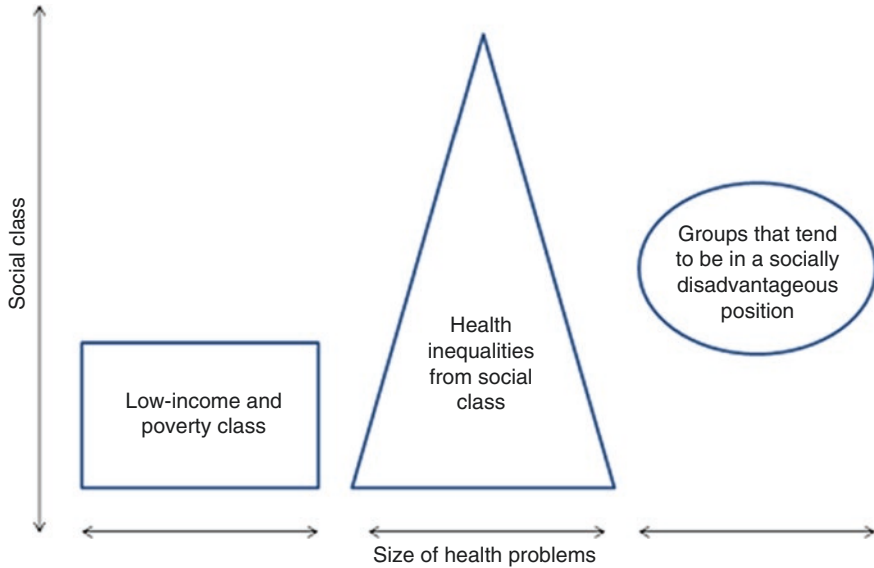 Social class
Low-income and
poverty class
Health
inequalities
from social
class
Groups that tend
to be in a socially
disadvantageous
position
Size of health problems